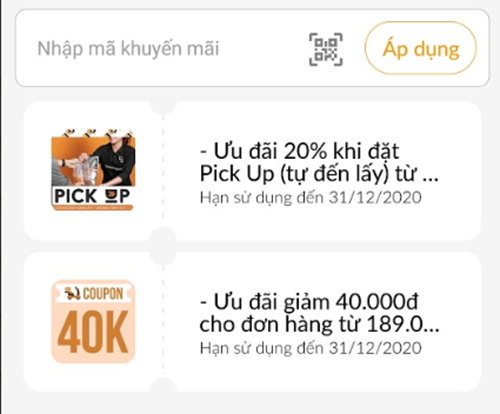 Nhập mã khuyến mãi
Áp dụng
PICK UP
- Ưu đãi 20% khi đặt
Pick Up (tự đến lấy) từ ...
Hạn sử dụng đến 31/12/2020
COUPON
40K
- Ưu đãi giảm 40.000đ
cho đơn hàng từ 189.0...
Hạn sử dụng đến 31/12/2020